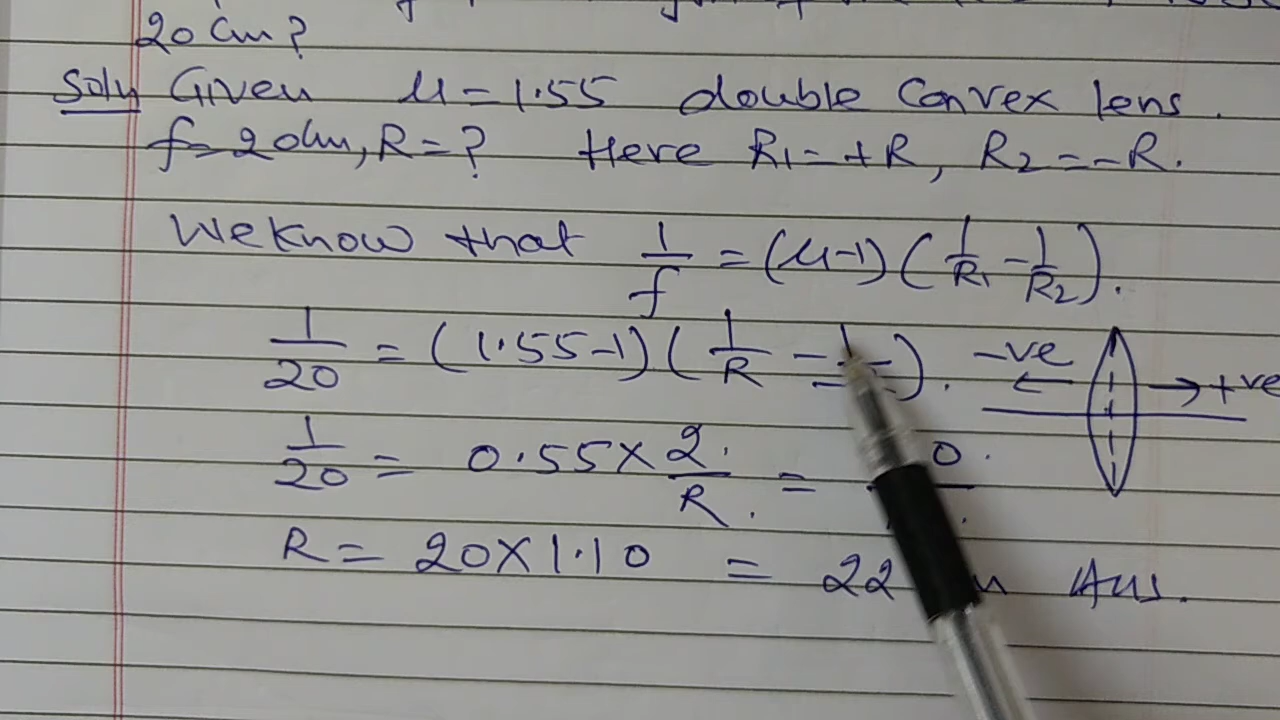 20 cm?
Soln Given μ = 1.55 double convex lens.
f = 20cm, R = ? Here R1 = +R, R2 = -R.
We know that 1/f = (μ-1) (1/R1 - 1/R2).
1/20 = (1.55-1) (1/R - 1/ ). -ve +ve
1/20 = 0.55 × 2/R. = 0.
R = 20 × 1.10 = 22 Ans.